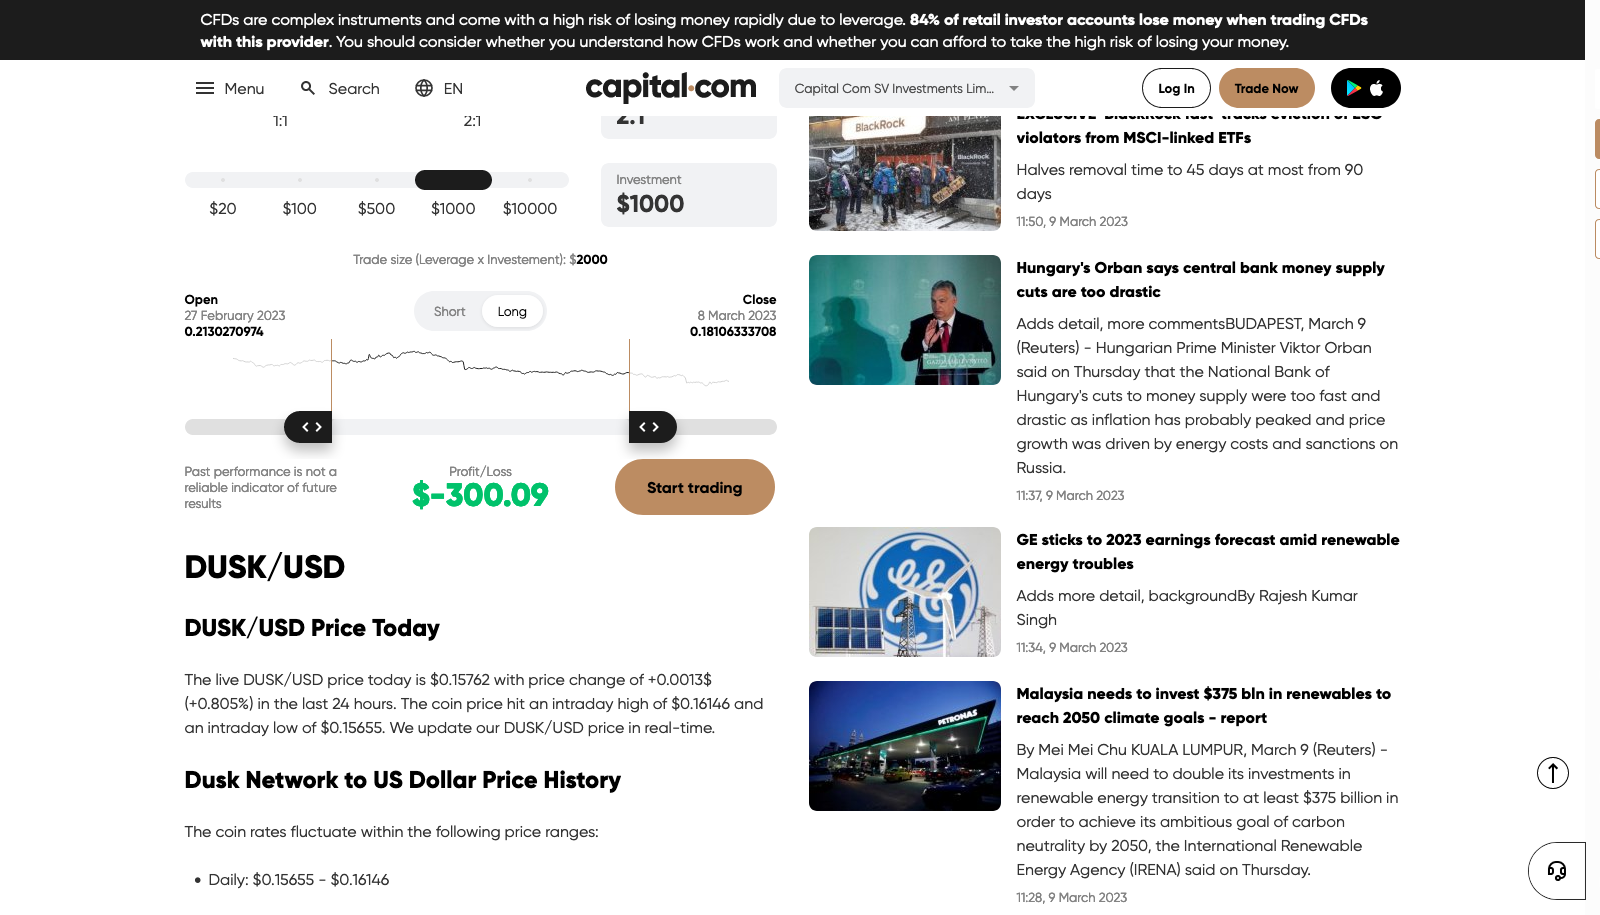 CFDs are complex instruments and come with a high risk of losing money rapidly due to leverage. 84% of retail investor accounts lose money when trading CFDs
with this provider. You should consider whether you understand how CFDs work and whether you can afford to take the high risk of losing your money.
Menu
Search
EN
capital.com
Capital Com SV Investments Lim...
Log In
Trade Now
1:1
2:1
2:1
$20
$100
$500
$1000
$10000
Investment
$1000
Trade size (Leverage x Investement): $2000
Open
27 February 2023
0.2130270974
Short
Long
Close
8 March 2023
0.18106333708
Past performance is not a
reliable indicator of future
results
Profit/Loss
$-300.09
Start trading
DUSK/USD
DUSK/USD Price Today
The live DUSK/USD price today is $0.15762 with price change of +0.0013$
(+0.805%) in the last 24 hours. The coin price hit an intraday high of $0.16146 and
an intraday low of $0.15655. We update our DUSK/USD price in real-time.
Dusk Network to US Dollar Price History
The coin rates fluctuate within the following price ranges:
• Daily: $0.15655 - $0.16146
BlackRock
BlackRock
EXCLUSIVE-BlackRock fast-tracks eviction of ESG
violators from MSCI-linked ETFs
Halves removal time to 45 days at most from 90
days
11:50, 9 March 2023
Hungary's Orban says central bank money supply
cuts are too drastic
Adds detail, more commentsBUDAPEST, March 9
(Reuters) - Hungarian Prime Minister Viktor Orban
said on Thursday that the National Bank of
Hungary's cuts to money supply were too fast and
drastic as inflation has probably peaked and price
growth was driven by energy costs and sanctions on
Russia.
11:37, 9 March 2023
GE sticks to 2023 earnings forecast amid renewable
energy troubles
Adds more detail, backgroundBy Rajesh Kumar
Singh
11:34, 9 March 2023
PETRONAS
Malaysia needs to invest $375 bln in renewables to
reach 2050 climate goals - report
By Mei Mei Chu KUALA LUMPUR, March 9 (Reuters) -
Malaysia will need to double its investments in
renewable energy transition to at least $375 billion in
order to achieve its ambitious goal of carbon
neutrality by 2050, the International Renewable
Energy Agency (IRENA) said on Thursday.
11:28, 9 March 2023